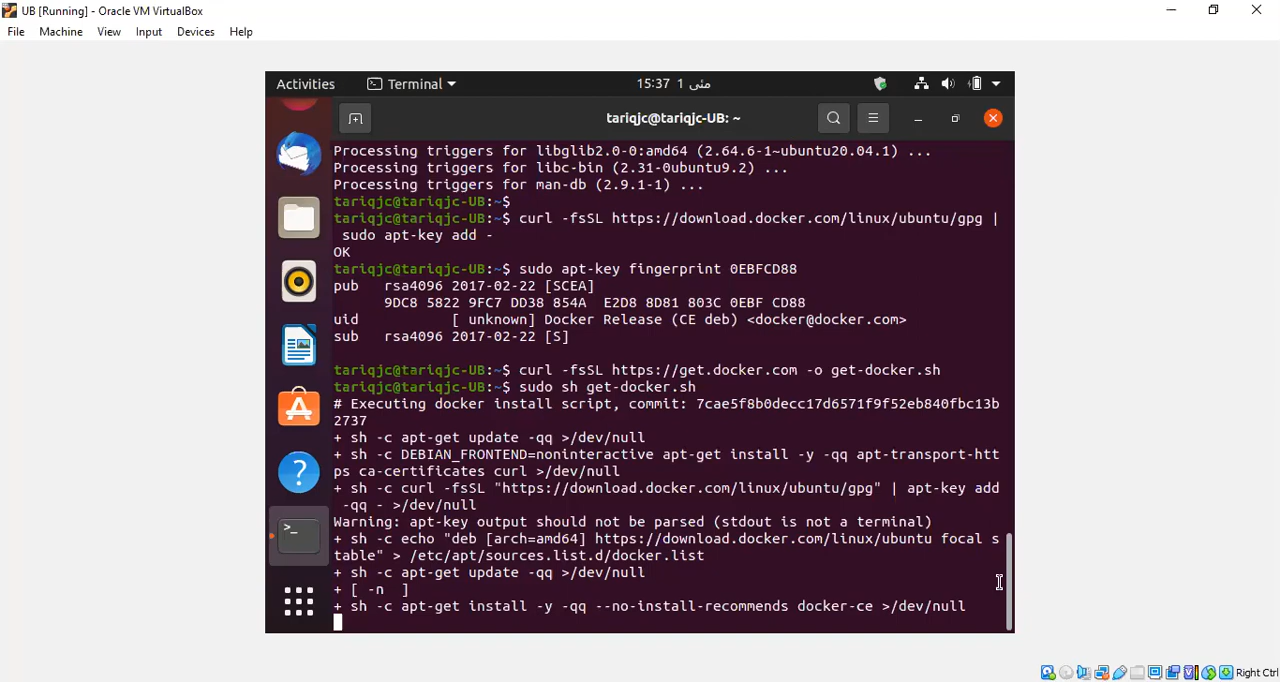 UB [Running] - Oracle VM VirtualBox
File Machine View Input Devices Help
Activities Terminal 15:37 1 مئی
tariqjc@tariqjc-UB: ~
Processing triggers for libglib2.0-0:amd64 (2.64.6-1~ubuntu20.04.1) ...
Processing triggers for libc-bin (2.31-0ubuntu9.2) ...
Processing triggers for man-db (2.9.1-1) ...
tariqjc@tariqjc-UB:~$
tariqjc@tariqjc-UB:~$ curl -fsSL https://download.docker.com/linux/ubuntu/gpg |
sudo apt-key add -
OK
tariqjc@tariqjc-UB:~$ sudo apt-key fingerprint 0EBFCD88
pub rsa4096 2017-02-22 [SCEA]
9DC8 5822 9FC7 DD38 854A E2D8 8D81 803C 0EBF CD88
uid [ unknown] Docker Release (CE deb) <docker@docker.com>
sub rsa4096 2017-02-22 [S]
tariqjc@tariqjc-UB:~$ curl -fsSL https://get.docker.com -o get-docker.sh
tariqjc@tariqjc-UB:~$ sudo sh get-docker.sh
# Executing docker install script, commit: 7cae5f8b0decc17d6571f9f52eb840fbc13b
2737
+ sh -c apt-get update -qq >/dev/null
+ sh -c DEBIAN_FRONTEND=noninteractive apt-get install -y -qq apt-transport-htt
ps ca-certificates curl >/dev/null
+ sh -c curl -fsSL "https://download.docker.com/linux/ubuntu/gpg" | apt-key add
-qq - >/dev/null
Warning: apt-key output should not be parsed (stdout is not a terminal)
+ sh -c echo "deb [arch=amd64] https://download.docker.com/linux/ubuntu focal s
table" > /etc/apt/sources.list.d/docker.list
+ sh -c apt-get update -qq >/dev/null
+ [ -n ]
+ sh -c apt-get install -y -qq --no-install-recommends docker-ce >/dev/null
Right Ctrl